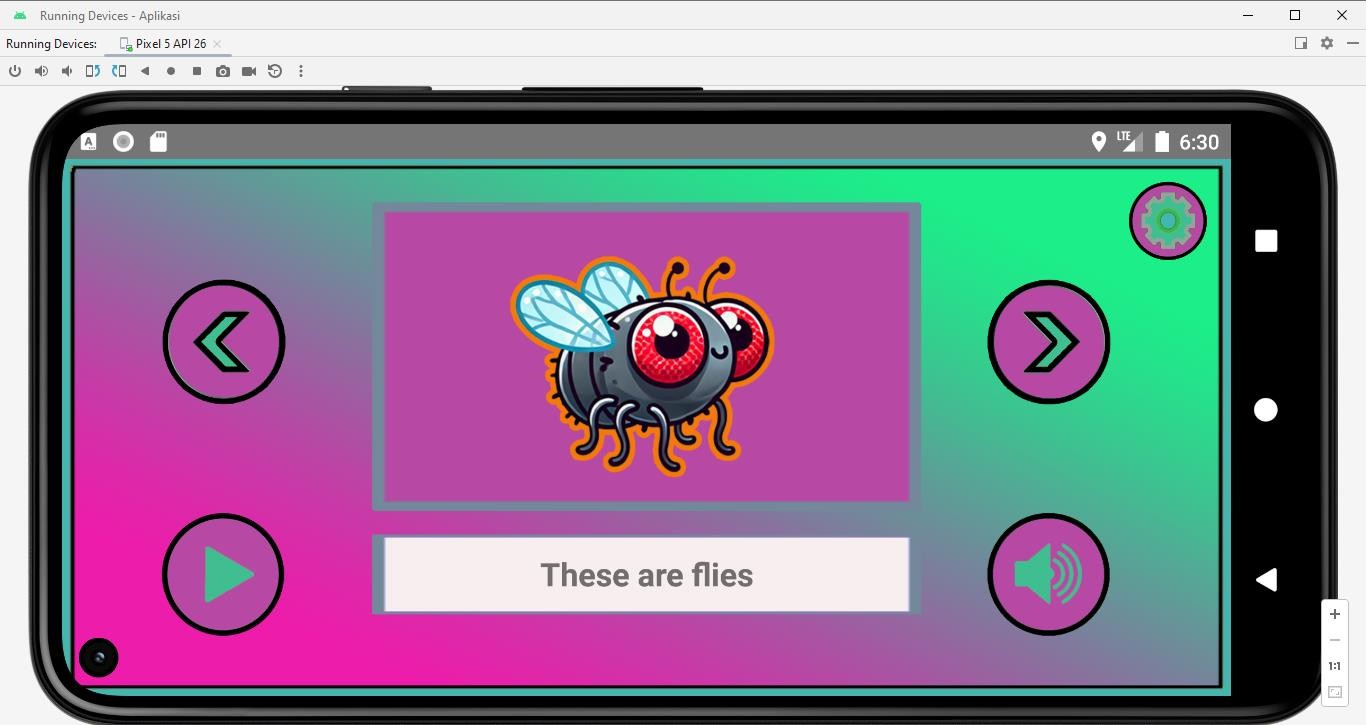 Running Devices - Aplikasi
Running Devices: Pixel 5 API 26
A
LTE 6:30
These are flies
1:1